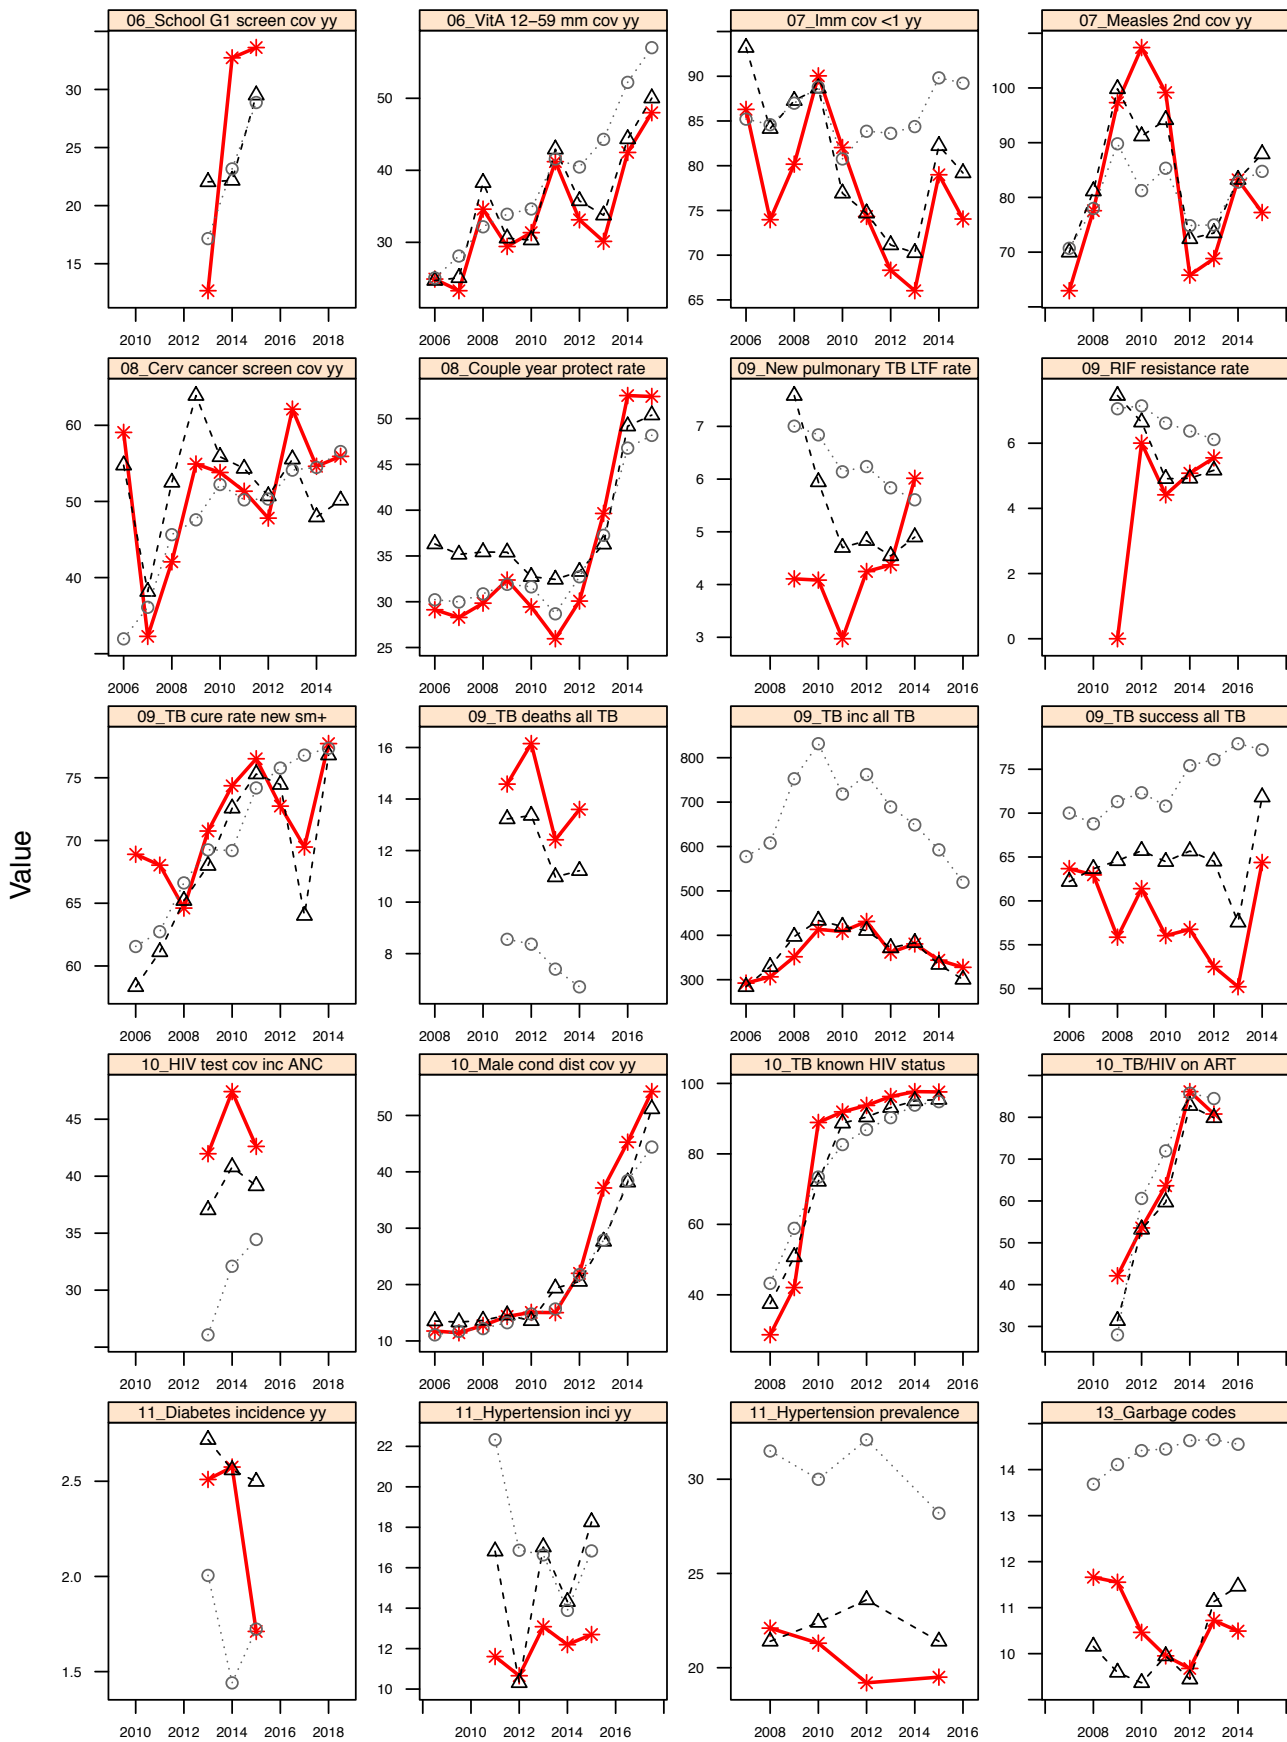 06_School G1 screen cov yy
06_VitA 12−59 mm cov yy
07_Imm cov <1 yy
07_Measles 2nd cov yy
30
25
20
15
50
40
30
90
85
80
75
70
65
100
90
80
70
2010 2012 2014 2016 2018
2006 2008 2010 2012 2014
2006 2008 2010 2012 2014
2006 2008 2010 2012 2014
08_Cerv cancer screen cov yy
08_Couple year protect rate
09_New pulmonary TB LTF rate
09_RIF resistance rate
60
50
40
50
45
40
35
30
25
7
6
5
4
3
6
4
2
0
2006 2008 2010 2012 2014
2006 2008 2010 2012 2014
2008 2010 2012 2014 2016
2010 2012 2014 2016
09_TB cure rate new sm+
09_TB deaths all TB
09_TB inc all TB
09_TB success all TB
Value
75
70
65
60
16
14
12
10
8
800
700
600
500
400
300
75
70
65
60
55
50
2006 2008 2010 2012 2014
2008 2010 2012 2014 2016
2006 2008 2010 2012 2014
2006 2008 2010 2012 2014
10_HIV test cov inc ANC
10_Male cond dist cov yy
10_TB known HIV status
10_TB/HIV on ART
45
40
35
30
50
40
30
20
10
100
80
60
40
80
70
60
50
40
30
2010 2012 2014 2016 2018
2006 2008 2010 2012 2014
2008 2010 2012 2014 2016
2010 2012 2014 2016
11_Diabetes incidence yy
11_Hypertension inci yy
11_Hypertension prevalence
13_Garbage codes
2.5
2.0
1.5
22
20
18
16
14
12
10
30
25
20
14
13
12
11
10
2010 2012 2014 2016 2018
2010 2012 2014 2016
2008 2010 2012 2014 2016
2008 2010 2012 2014